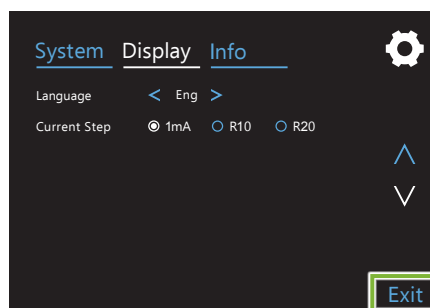 System Display Info
Language < Eng >
Current Step 1mA R10 R20
Exit